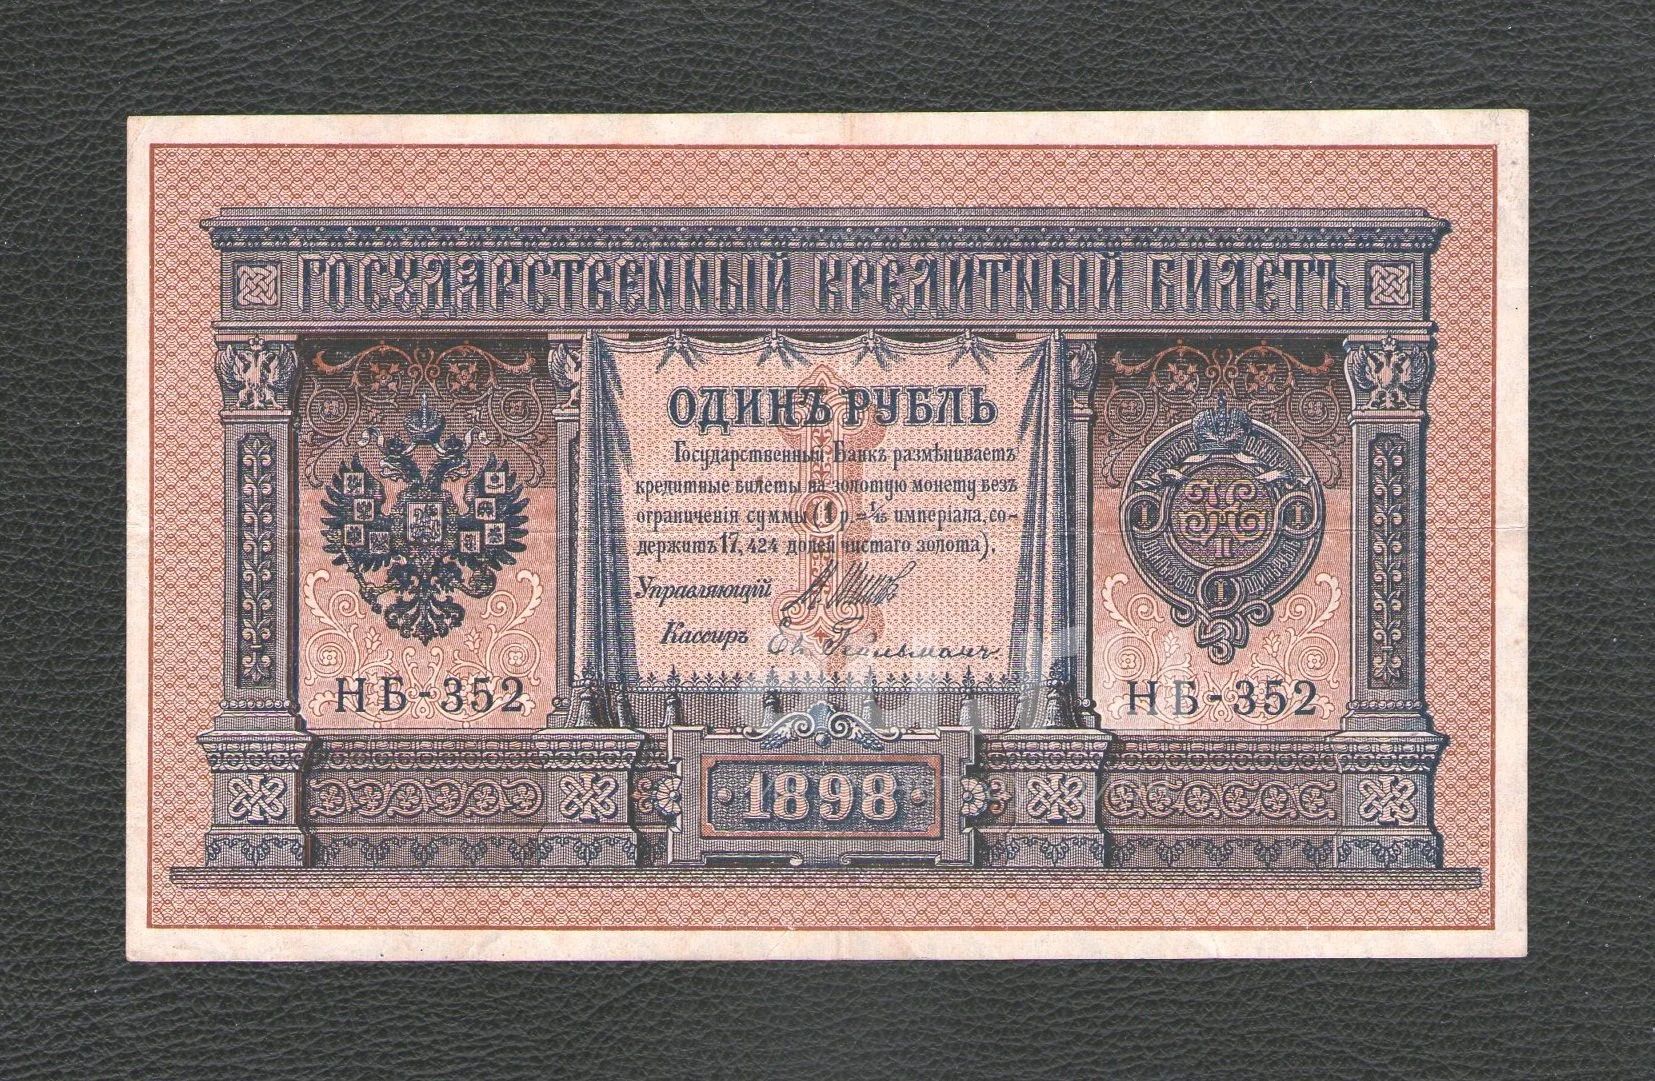 ГОСУДАРСТВЕННЫЙ КРЕДИТНЫЙ БИЛЕТЪ
ОДИНЪ РУБЛЬ
Государственный Банкъ размѣниваетъ
кредитные билеты на золотую монету безъ
ограниченія суммы (1 р.=1/15 имперіала, со-
держитъ 17,424 долей чистаго золота).
Управляющій
Кассиръ
НБ-352
НБ-352
1898